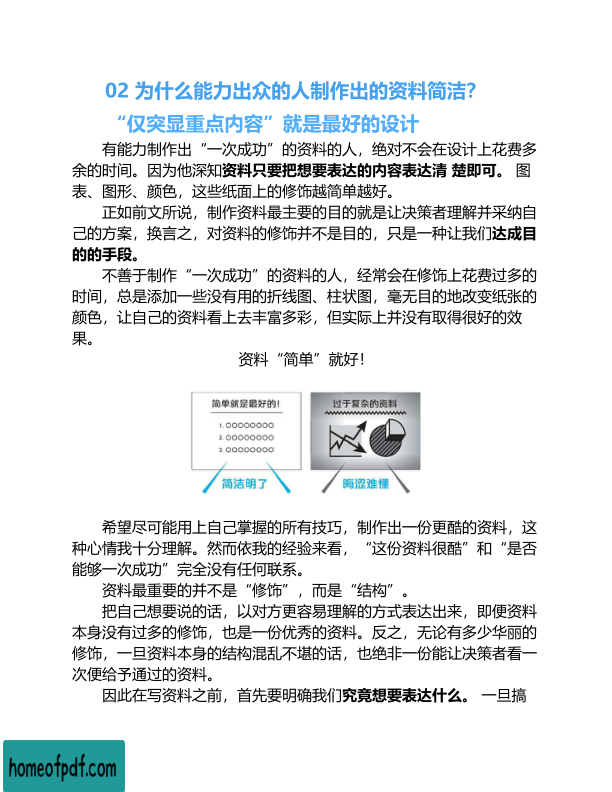 02 为什么能力出众的人制作出的资料简洁？
“仅突显重点内容”就是最好的设计
有能力制作出“一次成功”的资料的人，绝对不会在设计上花费多
余的时间。因为他深知资料只要把想要表达的内容表达清 楚即可。 图
表、图形、颜色，这些纸面上的修饰越简单越好。
正如前文所说，制作资料最主要的目的就是让决策者理解并采纳自
己的方案，换言之，对资料的修饰并不是目的，只是一种让我们达成目
的的手段。
不善于制作“一次成功”的资料的人，经常会在修饰上花费过多的
时间，总是添加一些没有用的折线图、柱状图，毫无目的地改变纸张的
颜色，让自己的资料看上去丰富多彩，但实际上并没有取得很好的效
果。
资料“简单”就好！
简单就是最好的！
1. ○○○○○○○○
2. ○○○○○○○○
3. ○○○○○○○○
简洁明了
过于复杂的资料
晦涩难懂
希望尽可能用上自己掌握的所有技巧，制作出一份更酷的资料，这
种心情我十分理解。然而依我的经验来看，“这份资料很酷”和“是否
能够一次成功”完全没有任何联系。
资料最重要的并不是“修饰”，而是“结构”。
把自己想要说的话，以对方更容易理解的方式表达出来，即便资料
本身没有过多的修饰，也是一份优秀的资料。反之，无论有多少华丽的
修饰，一旦资料本身的结构混乱不堪的话，也绝非一份能让决策者看一
次便给予通过的资料。
因此在写资料之前，首先要明确我们究竟想要表达什么。 一旦搞
homeofpdf.com